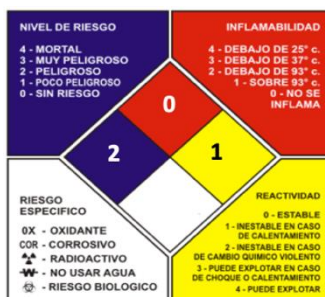 NIVEL DE RIESGO
4 - MORTAL
3 - MUY PELIGROSO
2 - PELIGROSO
1 - POCO PELIGROSO
0 - SIN RIESGO
INFLAMABILIDAD
4 - DEBAJO DE 25° c.
3 - DEBAJO DE 37° c.
2 - DEBAJO DE 93° c.
1 - SOBRE 93° c.
0 - NO SE
INFLAMA
0
2
1
RIESGO
ESPECIFICO
0X - OXIDANTE
COR - CORROSIVO
- RADIOACTIVO
W - NO USAR AGUA
- RIESGO BIOLOGICO
REACTIVIDAD
0 - ESTABLE
1 - INESTABLE EN CASO
DE CALENTAMIENTO
2 - INESTABLE EN CASO
DE CAMBIO QUIMICO VIOLENTO
3 - PUEDE EXPLOTAR EN CASO
DE CHOQUE O CALENTAMIENTO
4 - PUEDE EXPLOTAR